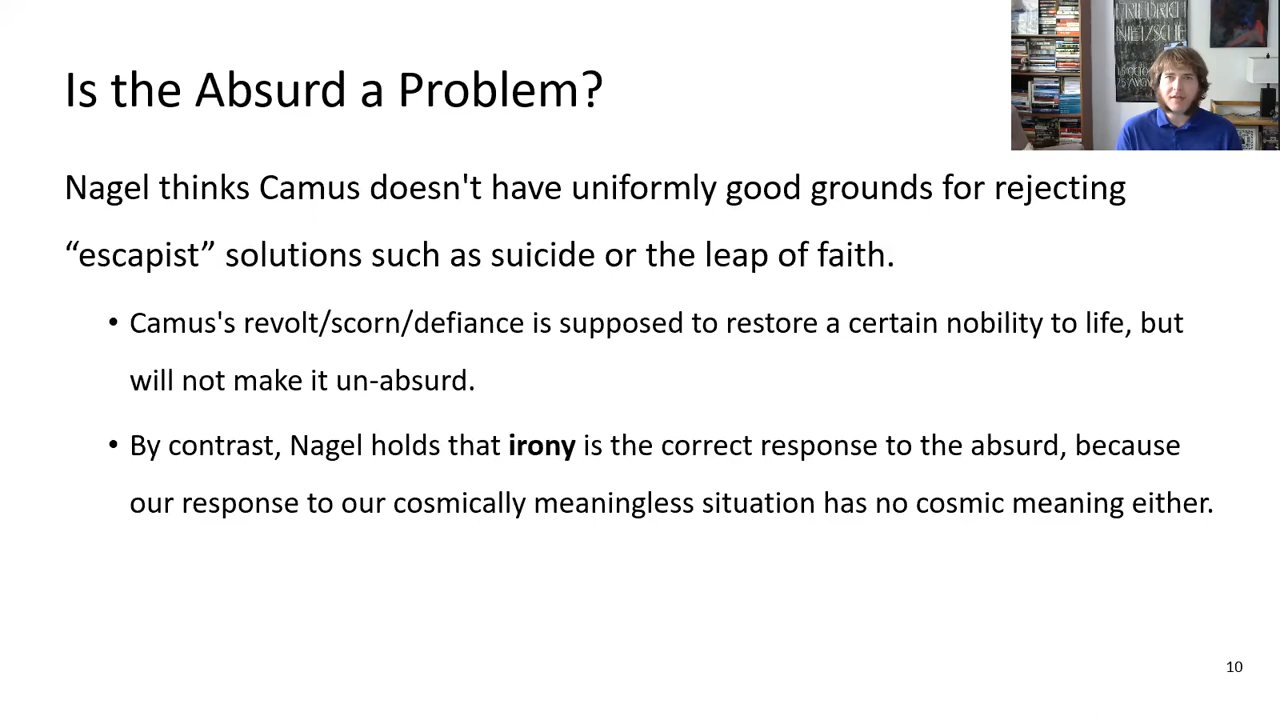 Is the Absurd a Problem?
FRIEDRICH
NIETZSCHE
Nagel thinks Camus doesn't have uniformly good grounds for rejecting
“escapist” solutions such as suicide or the leap of faith.
• Camus's revolt/scorn/defiance is supposed to restore a certain nobility to life, but
will not make it un-absurd.
• By contrast, Nagel holds that irony is the correct response to the absurd, because
our response to our cosmically meaningless situation has no cosmic meaning either.
10